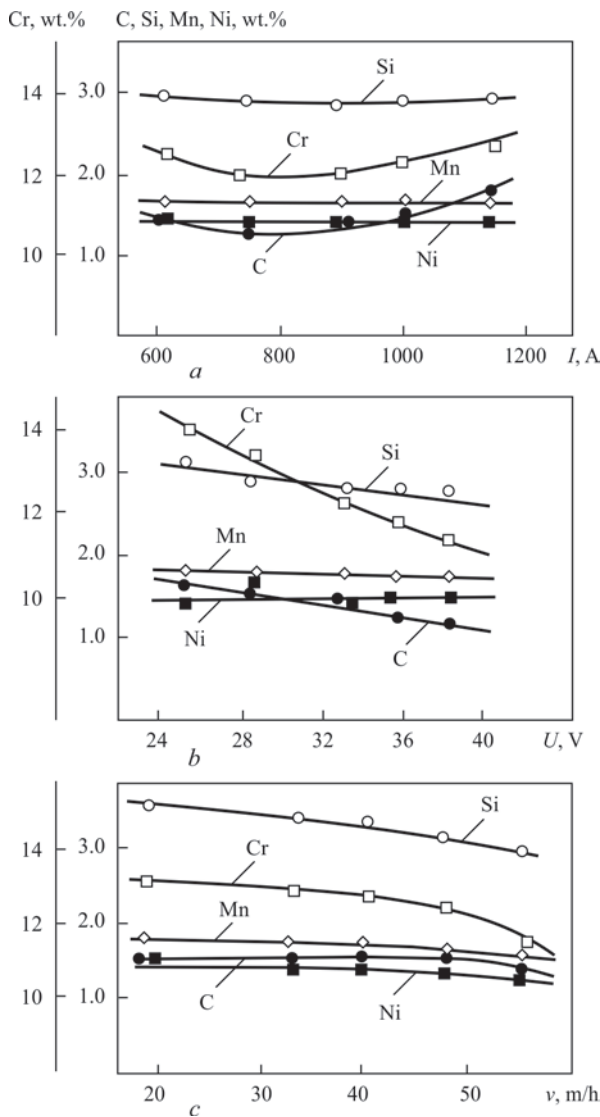 Cr, wt.% C, Si, Mn, Ni, wt.%
Si
14 3.0
Cr
12 2.0
Mn
10 1.0
C
Ni
600 800 1000 1200 I, A
a
Cr
14
Si
3.0
12
Mn
2.0
10
Ni
1.0
C
24 28 32 36 40 U, V
b
Si
14 3.0
Cr
12 2.0
Mn
10 1.0
C
Ni
20 30 40 50 v, m/h
c